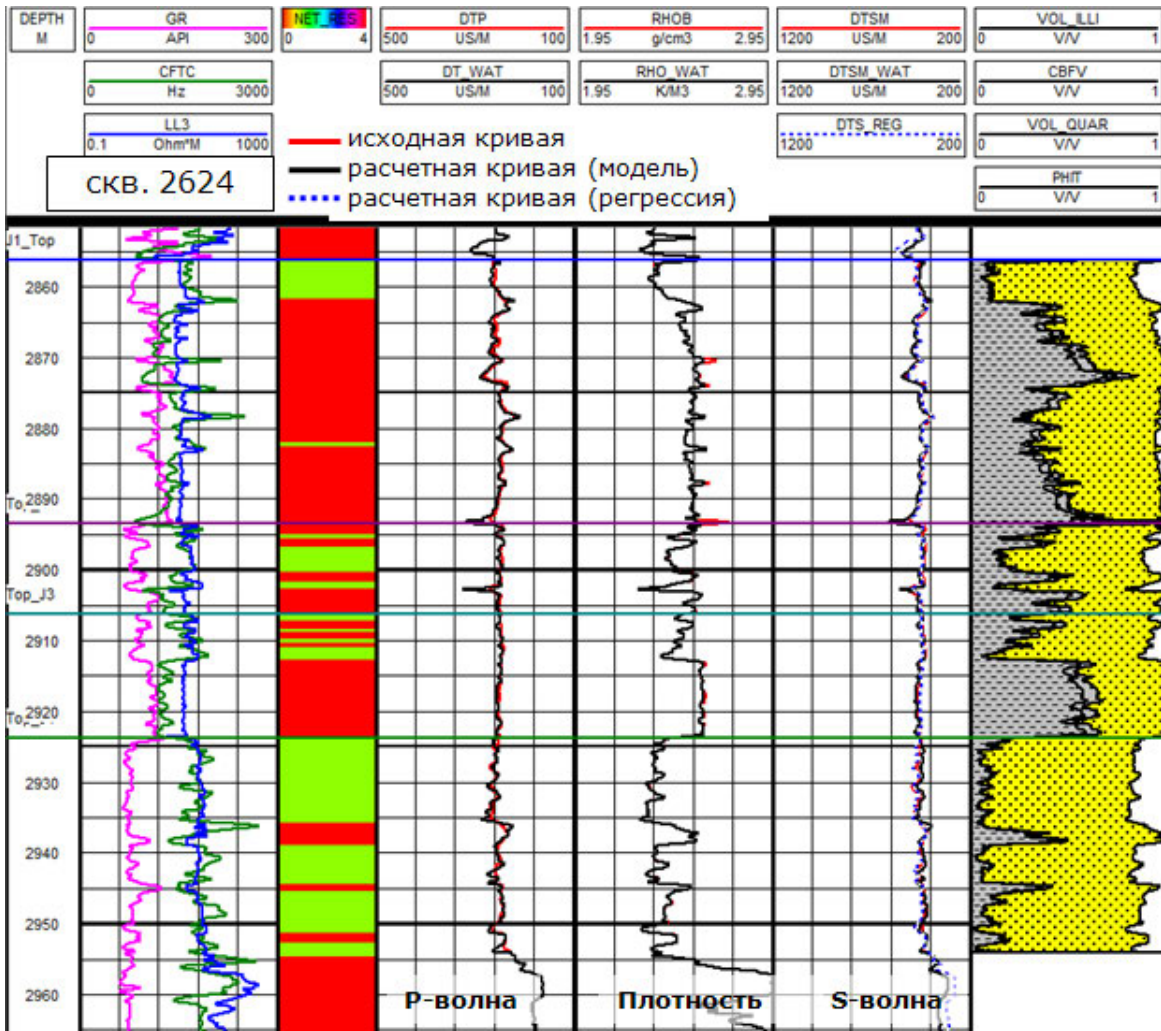 DEPTH
M
GR
0 API 300
CFTC
0 Hz 3000
LL3
0.1 Ohm*M 1000
NET_RES
0 4
DTP
500 US/M 100
DT_WAT
500 US/M 100
RHOB
1.95 g/cm3 2.95
RHO_WAT
1.95 K/M3 2.95
DTSM
1200 US/M 200
DTSM_WAT
1200 US/M 200
DTS_REG
1200 200
VOL_ILLI
0 V/V 1
CBFV
0 V/V 1
VOL_QUAR
0 V/V 1
PHIT
0 V/V 1
скв. 2624
исходная кривая
расчетная кривая (модель)
расчетная кривая (регрессия)
J1_Top
2860
2870
2880
2890
2900
Top_J3
2910
2920
2930
2940
2950
2960
Р-волна
Плотность
S-волна